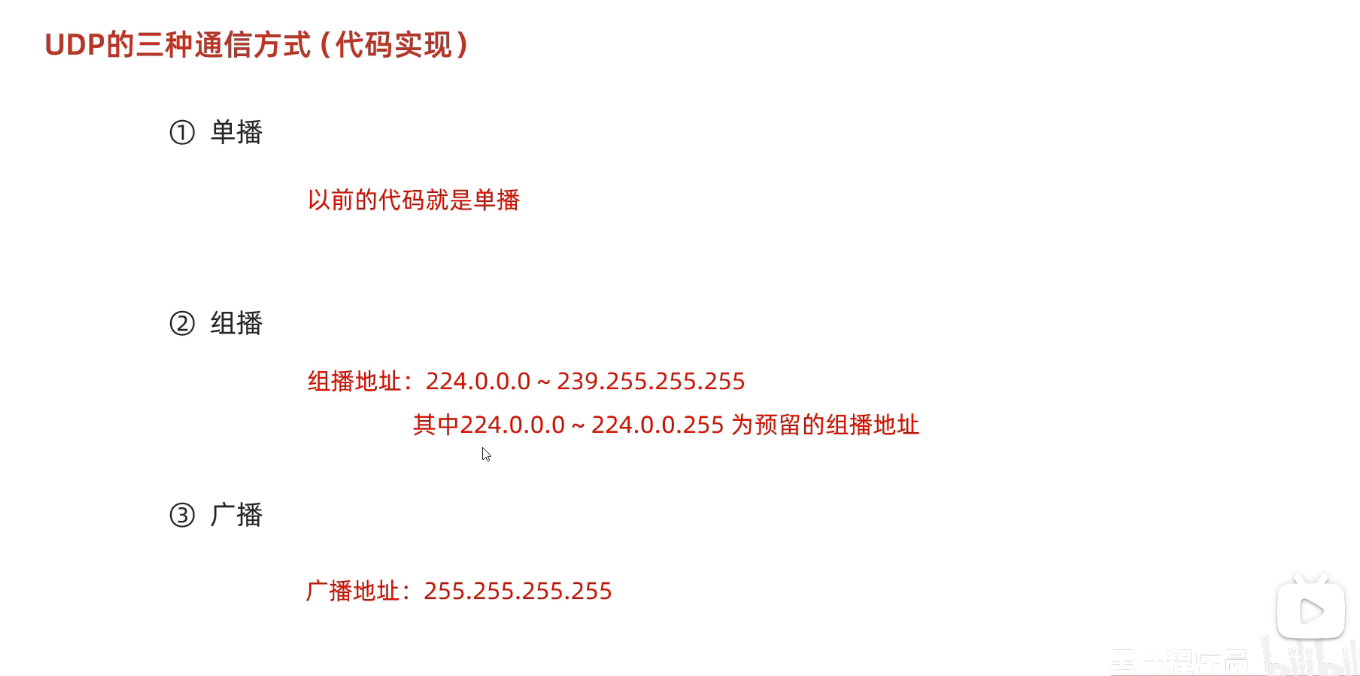 UDP的三种通信方式（代码实现）
① 单播
以前的代码就是单播
② 组播
组播地址：224.0.0.0 ~ 239.255.255.255
其中224.0.0.0 ~ 224.0.0.255 为预留的组播地址
③ 广播
广播地址：255.255.255.255
bilibili